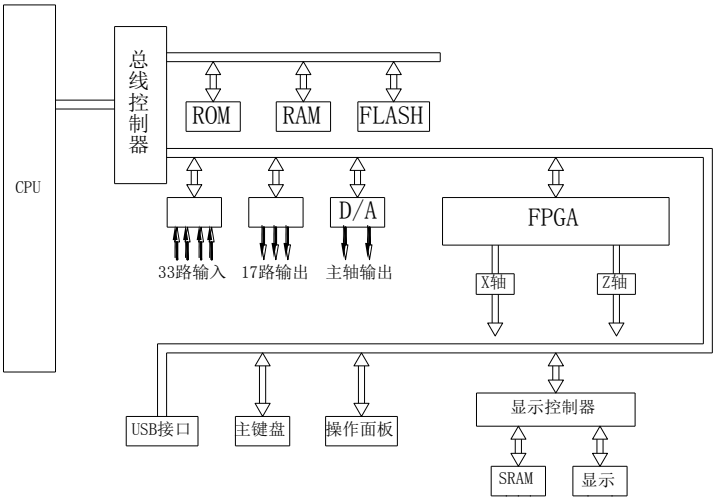 CPU
总线控制器
ROM
RAM
FLASH
D/A
FPGA
33路输入
17路输出
主轴输出
X轴
Z轴
USB接口
主键盘
操作面板
显示控制器
SRAM
显示